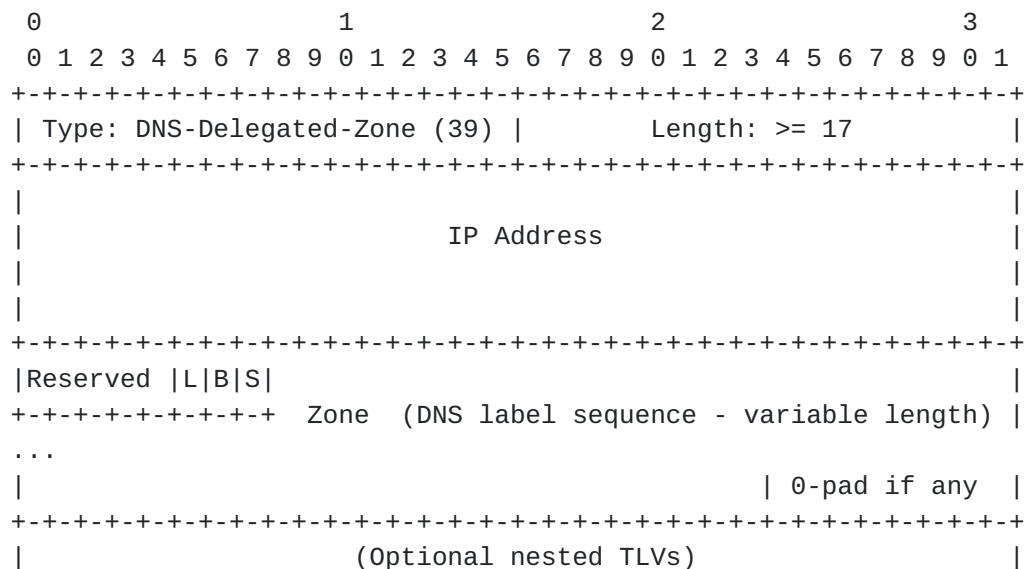 0                   1                   2                   3
 0 1 2 3 4 5 6 7 8 9 0 1 2 3 4 5 6 7 8 9 0 1 2 3 4 5 6 7 8 9 0 1
+-+-+-+-+-+-+-+-+-+-+-+-+-+-+-+-+-+-+-+-+-+-+-+-+-+-+-+-+-+-+-+-+
| Type: DNS-Delegated-Zone (39) |        Length: >= 17          |
+-+-+-+-+-+-+-+-+-+-+-+-+-+-+-+-+-+-+-+-+-+-+-+-+-+-+-+-+-+-+-+-+
|                                                               |
|                           IP Address                          |
|                                                               |
|                                                               |
+-+-+-+-+-+-+-+-+-+-+-+-+-+-+-+-+-+-+-+-+-+-+-+-+-+-+-+-+-+-+-+-+
|Reserved |L|B|S|                                               |
+-+-+-+-+-+-+-+-+  Zone  (DNS label sequence - variable length) |
...
|                                               | 0-pad if any  |
+-+-+-+-+-+-+-+-+-+-+-+-+-+-+-+-+-+-+-+-+-+-+-+-+-+-+-+-+-+-+-+-+
|                     (Optional nested TLVs)                    |